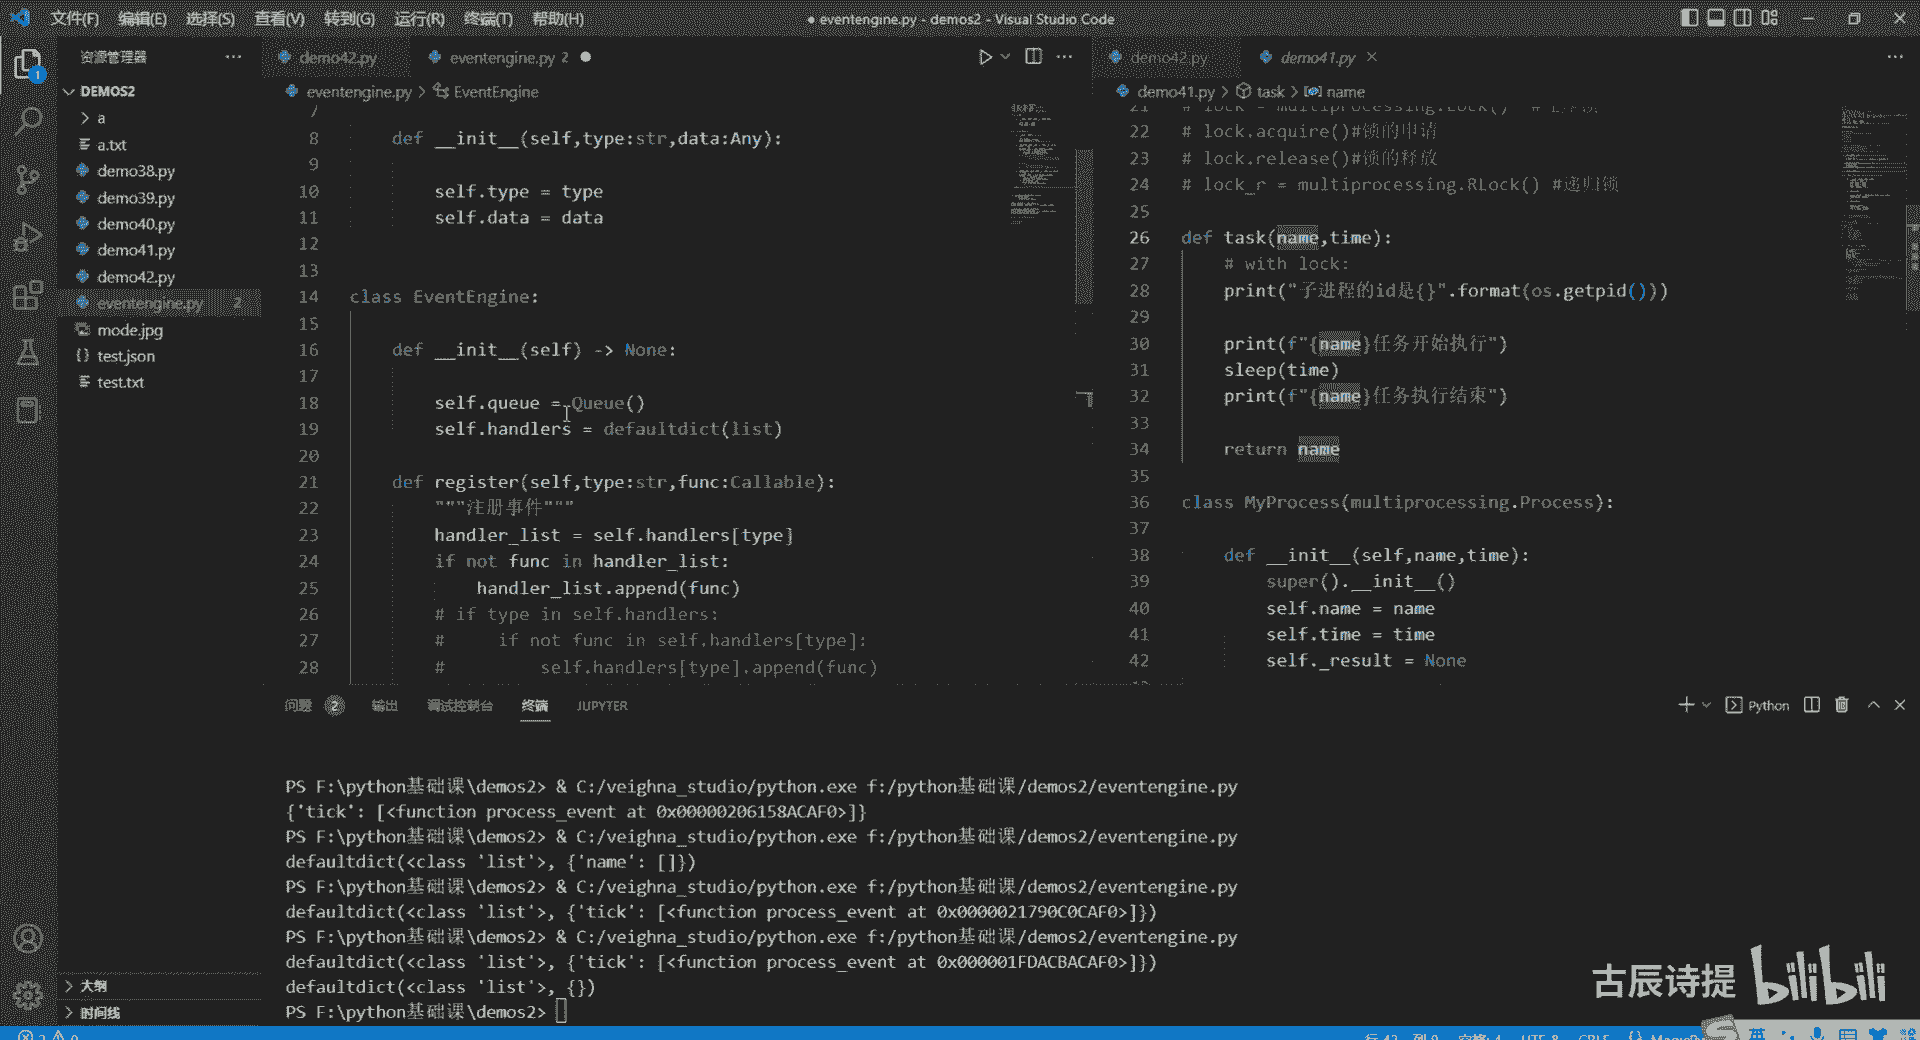 文件(F) 编辑(E) 选择(S) 查看(V) 转到(G) 运行(R) 终端(T) 帮助(H)
● eventengine.py - demos2 - Visual Studio Code
资源管理器
DEMOS2
a
a.txt
demo38.py
demo39.py
demo40.py
demo41.py
demo42.py
eventengine.py 2
mode.jpg
test.json
test.txt
大纲
时间线
1
demo42.py
eventengine.py 2
eventengine.py > EventEngine
7
8 def __init__(self,type:str,data:Any):
9
10 self.type = type
11 self.data = data
12
13
14 class EventEngine:
15
16 def __init__(self) -> None:
17
18 self.queue = Queue()
19 self.handlers = defaultdict(list)
20
21 def register(self,type:str,func:Callable):
22 """注册事件"""
23 handler_list = self.handlers[type]
24 if not func in handler_list:
25 handler_list.append(func)
26 # if type in self.handlers:
27 # if not func in self.handlers[type]:
28 # self.handlers[type].append(func)
demo42.py
demo41.py
demo41.py > task > name
22 # lock.acquire()#锁的申请
23 # lock.release()#锁的释放
24 # lock_r = multiprocessing.RLock() #递归锁
25
26 def task(name,time):
27 # with lock:
28 print("子进程的id是{}".format(os.getpid()))
29
30 print(f"{name}任务开始执行")
31 sleep(time)
32 print(f"{name}任务执行结束")
33
34 return name
35
36 class MyProcess(multiprocessing.Process):
37
38 def __init__(self,name,time):
39 super().__init__()
40 self.name = name
41 self.time = time
42 self._result = None
问题 2 输出 调试控制台 终端 JUPYTER
Python
PS F:\python基础课\demos2> & C:/veighna_studio/python.exe f:/python基础课/demos2/eventengine.py
{'tick': [<function process_event at 0x00000206158ACAF0>]}
PS F:\python基础课\demos2> & C:/veighna_studio/python.exe f:/python基础课/demos2/eventengine.py
defaultdict(<class 'list'>, {'name': []})
PS F:\python基础课\demos2> & C:/veighna_studio/python.exe f:/python基础课/demos2/eventengine.py
defaultdict(<class 'list'>, {'tick': [<function process_event at 0x0000021790C0CAF0>]})
PS F:\python基础课\demos2> & C:/veighna_studio/python.exe f:/python基础课/demos2/eventengine.py
defaultdict(<class 'list'>, {'tick': [<function process_event at 0x000001FDACBACAF0>]})
defaultdict(<class 'list'>, {})
PS F:\python基础课\demos2>
古辰诗提 bilibili
英